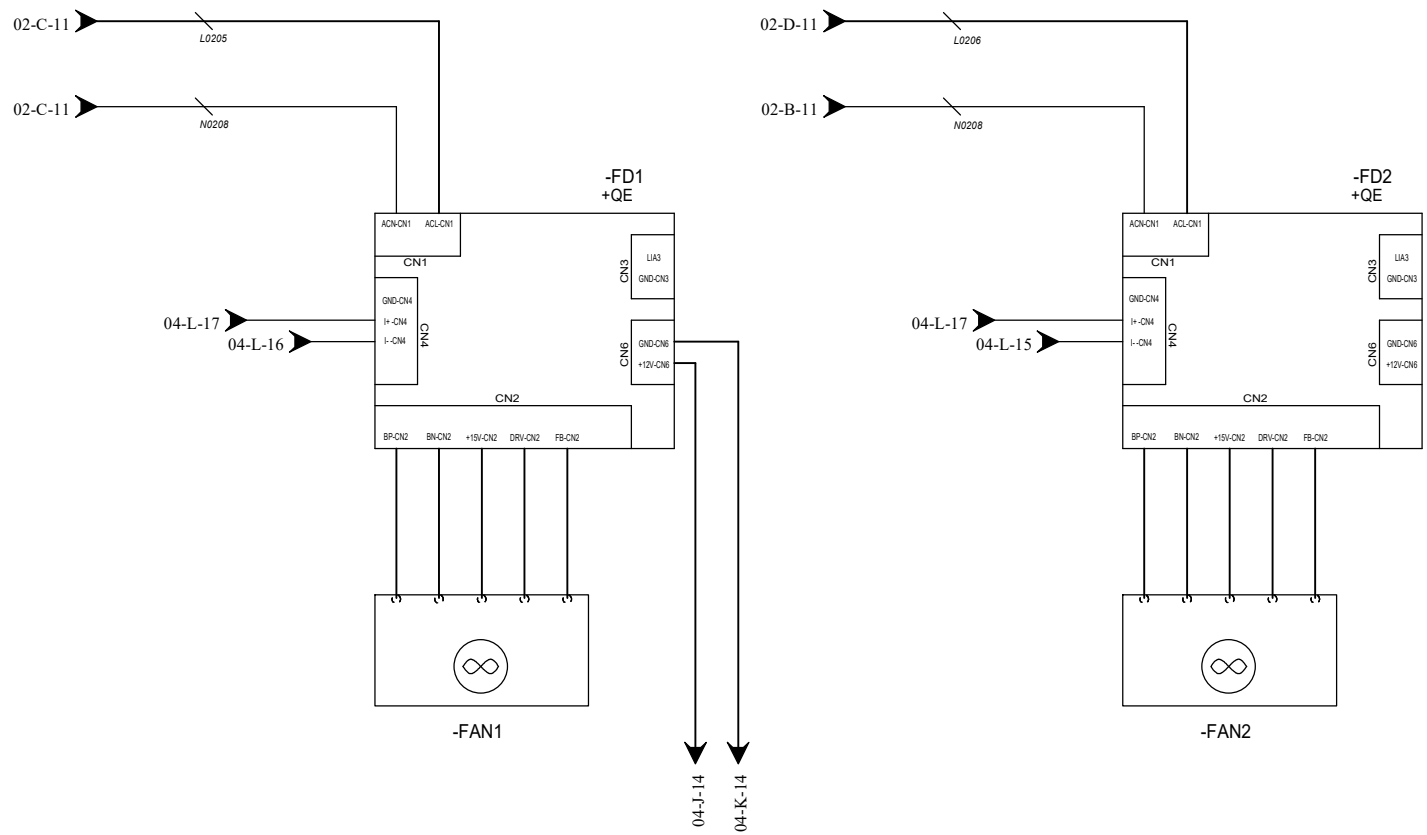 02-C-11
L0205
02-C-11
N0208
-FD1
+QE
ACN-CN1 ACL-CN1
CN1
LIA3
GND-CN3
CN3
GND-CN4
I+ -CN4
I- -CN4
CN4
04-L-17
04-L-16
GND-CN6
+12V-CN6
CN6
CN2
BP-CN2 BN-CN2 +15V-CN2 DRV-CN2 FB-CN2
-FAN1
04-J-14
04-K-14
02-D-11
L0206
02-B-11
N0208
-FD2
+QE
ACN-CN1 ACL-CN1
CN1
LIA3
GND-CN3
CN3
GND-CN4
I+ -CN4
I- -CN4
CN4
04-L-17
04-L-15
GND-CN6
+12V-CN6
CN6
CN2
BP-CN2 BN-CN2 +15V-CN2 DRV-CN2 FB-CN2
-FAN2